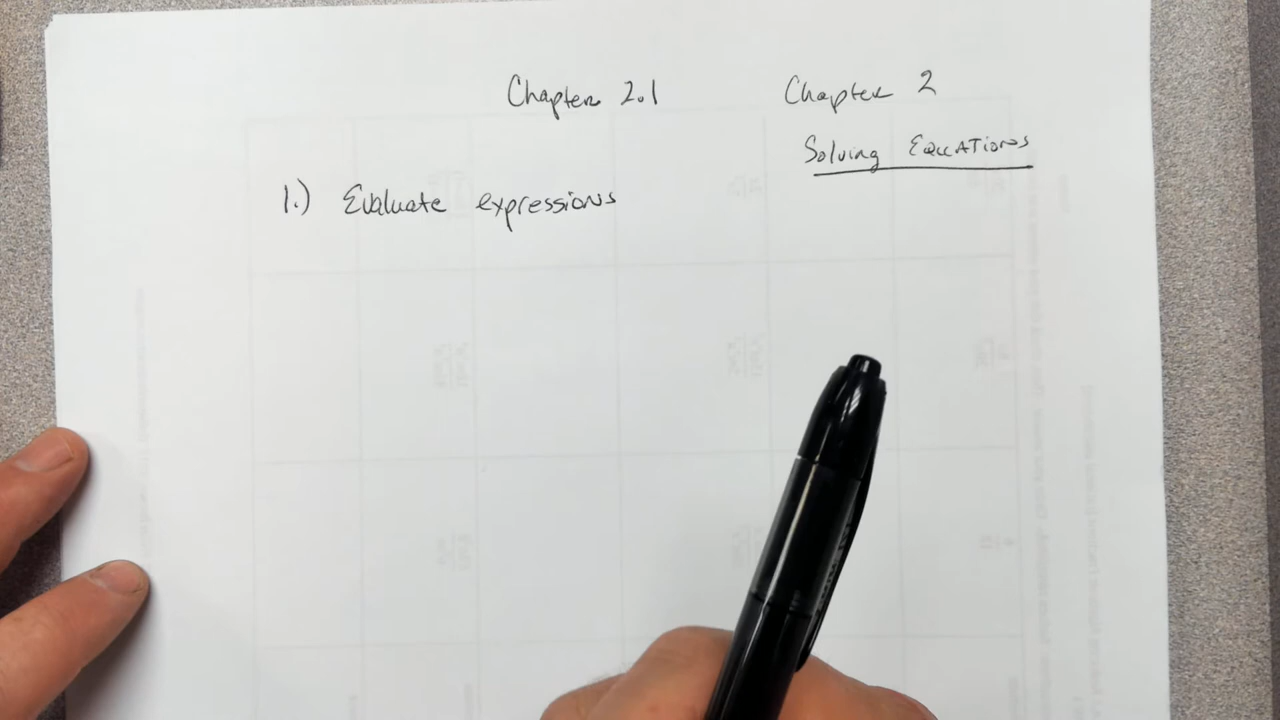 Chapter 2.1
Chapter 2
Solving Equations
1.) Evaluate expressions